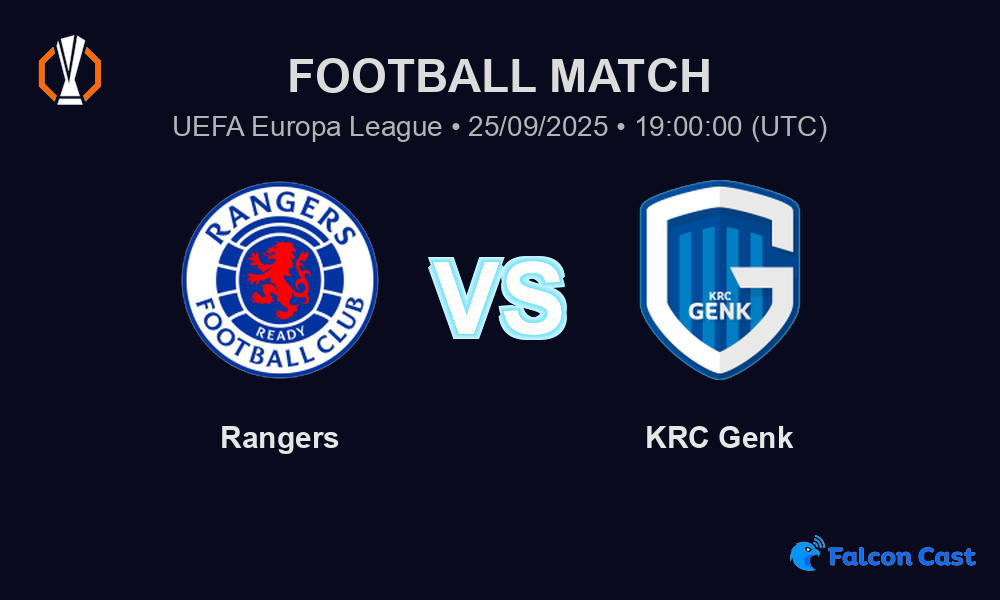 FOOTBALL MATCH
UEFA Europa League • 25/09/2025 • 19:00:00 (UTC)
RANGERS
READY
FOOTBALL CLUB
VS
KRC
GENK
Rangers
KRC Genk
Falcon Cast